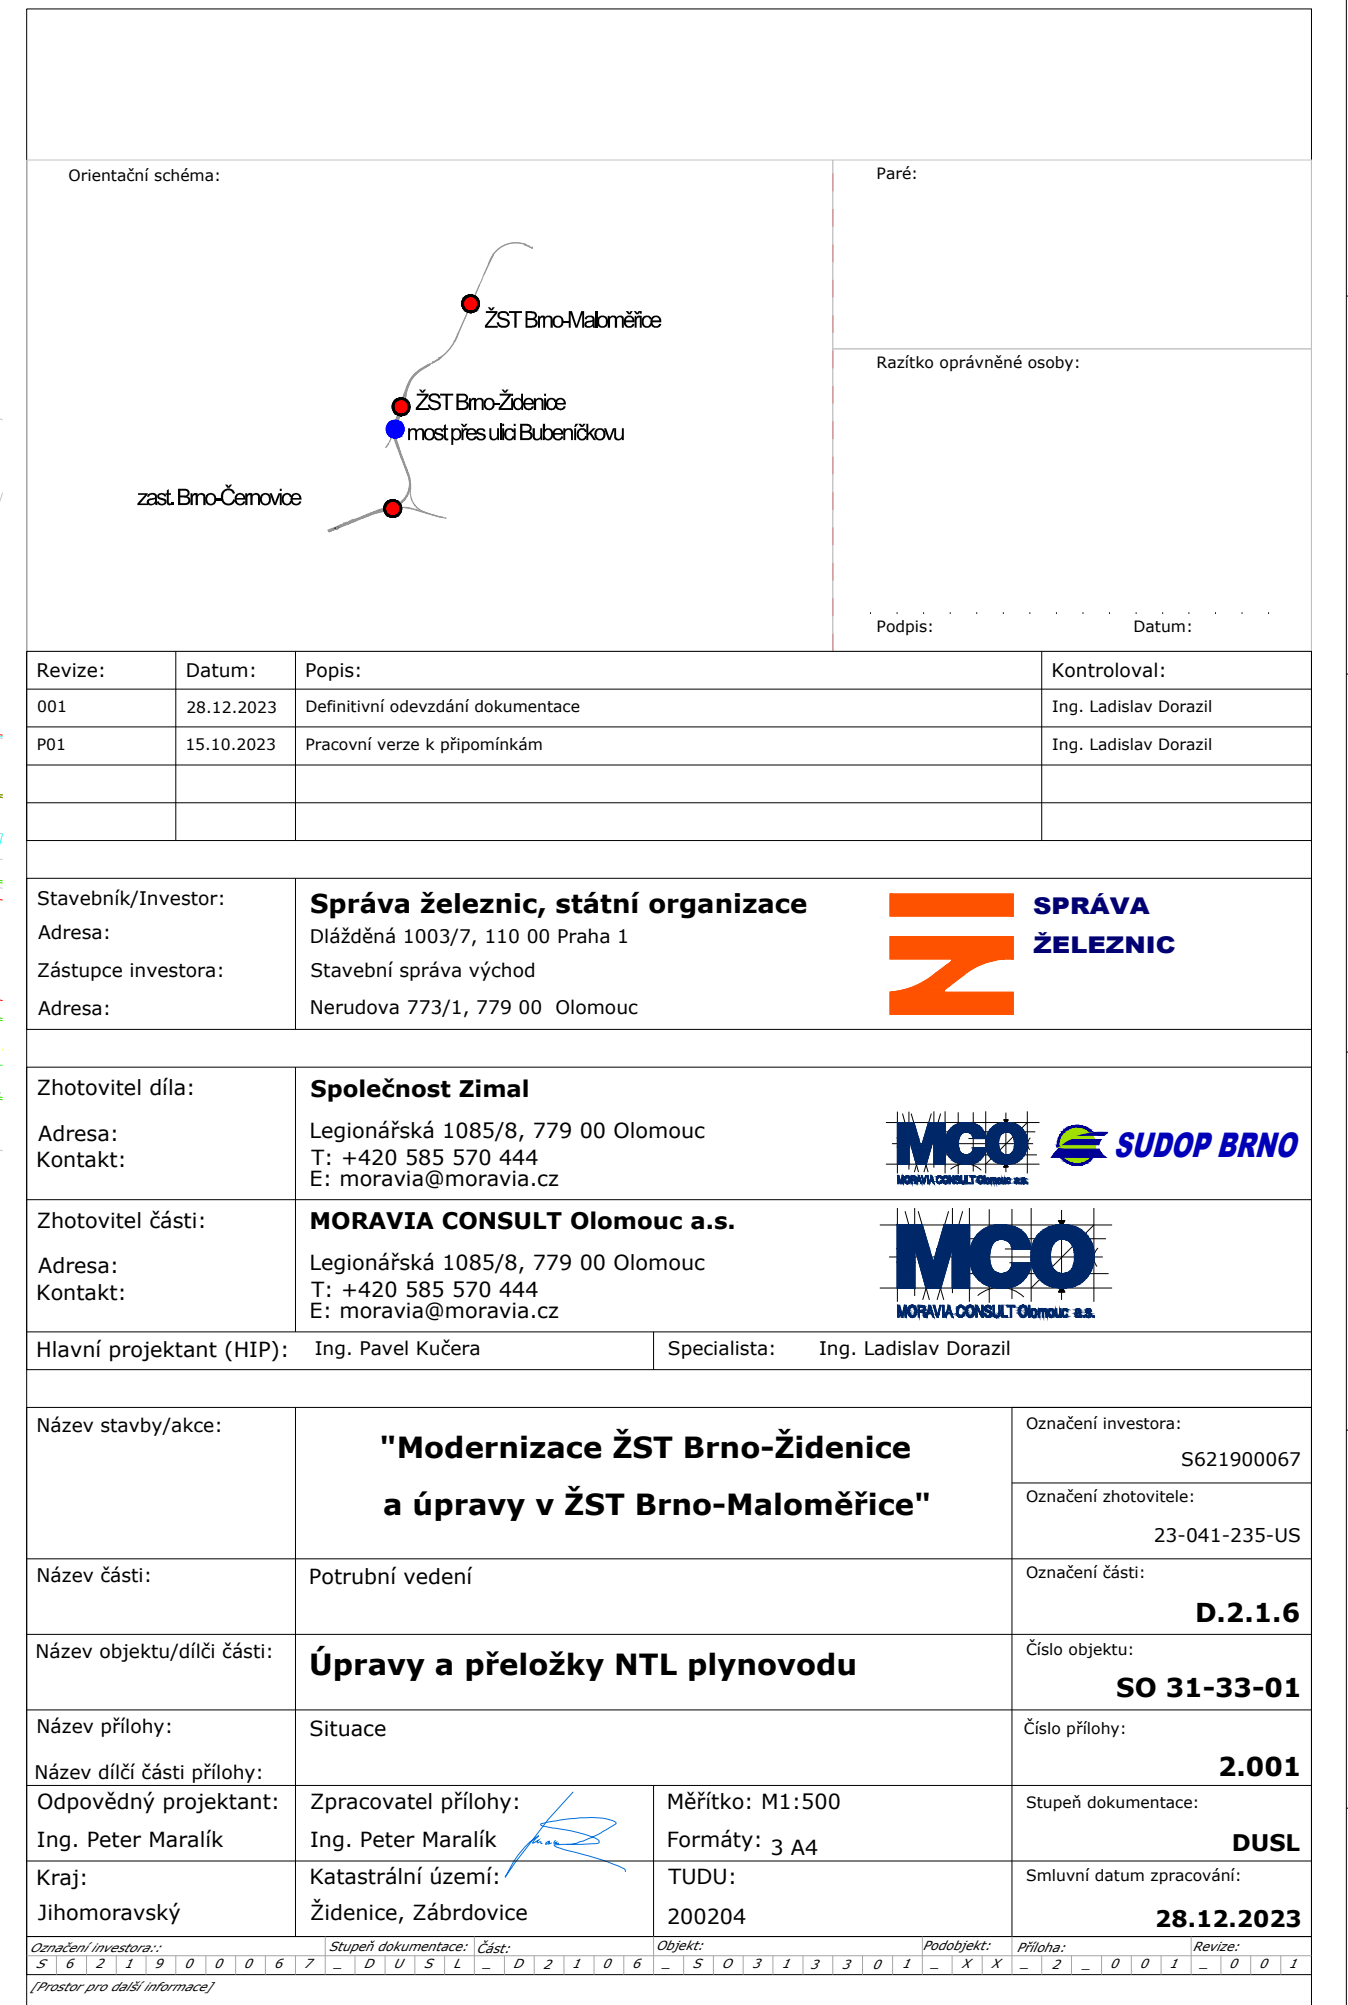 Orientační schéma:
Paré:
ŽST Brno-Maloměřice
ŽST Brno-Židenice
most přes ulici Bubeníčkovu
zast. Brno-Černovice
Razítko oprávněné osoby:
Podpis: Datum:
Revize: Datum: Popis: Kontroloval:
001 28.12.2023 Definitivní odevzdání dokumentace Ing. Ladislav Dorazil
P01 15.10.2023 Pracovní verze k připomínkám Ing. Ladislav Dorazil
Stavebník/Investor: Správa železnic, státní organizace
Adresa: Dlážděná 1003/7, 110 00 Praha 1
Zástupce investora: Stavební správa východ
Adresa: Nerudova 773/1, 779 00 Olomouc
SPRÁVA
ŽELEZNIC
Zhotovitel díla: Společnost Zimal
Adresa: Legionářská 1085/8, 779 00 Olomouc
Kontakt: T: +420 585 570 444
E: moravia@moravia.cz
MCO
MORAVIA CONSULT Olomouc a.s.
SUDOP BRNO
Zhotovitel části: MORAVIA CONSULT Olomouc a.s.
Adresa: Legionářská 1085/8, 779 00 Olomouc
Kontakt: T: +420 585 570 444
E: moravia@moravia.cz
MCO
MORAVIA CONSULT Olomouc a.s.
Hlavní projektant (HIP): Ing. Pavel Kučera Specialista: Ing. Ladislav Dorazil
Název stavby/akce: "Modernizace ŽST Brno-Židenice
a úpravy v ŽST Brno-Maloměřice"
Označení investora:
S621900067
Označení zhotovitele:
23-041-235-US
Název části: Potrubní vedení
Označení části:
D.2.1.6
Název objektu/dílči části: Úpravy a přeložky NTL plynovodu
Číslo objektu:
SO 31-33-01
Název přílohy: Situace
Název dílčí části přílohy:
Číslo přílohy:
2.001
Odpovědný projektant: Zpracovatel přílohy: Měřítko: M1:500 Stupeň dokumentace:
Ing. Peter Maralík Ing. Peter Maralík Formáty: 3 A4 DUSL
Kraj: Katastrální území: TUDU: Smluvní datum zpracování:
Jihomoravský Židenice, Zábrdovice 200204 28.12.2023
Označení investora:: Stupeň dokumentace: Část: Objekt: Podobjekt: Příloha: Revize:
S 6 2 1 9 0 0 0 6 7 _ D U S L _ D 2 1 0 6 _ S O 3 1 3 3 0 1 _ X X _ 2 _ 0 0 1 _ 0 0 1
[Prostor pro další informace]